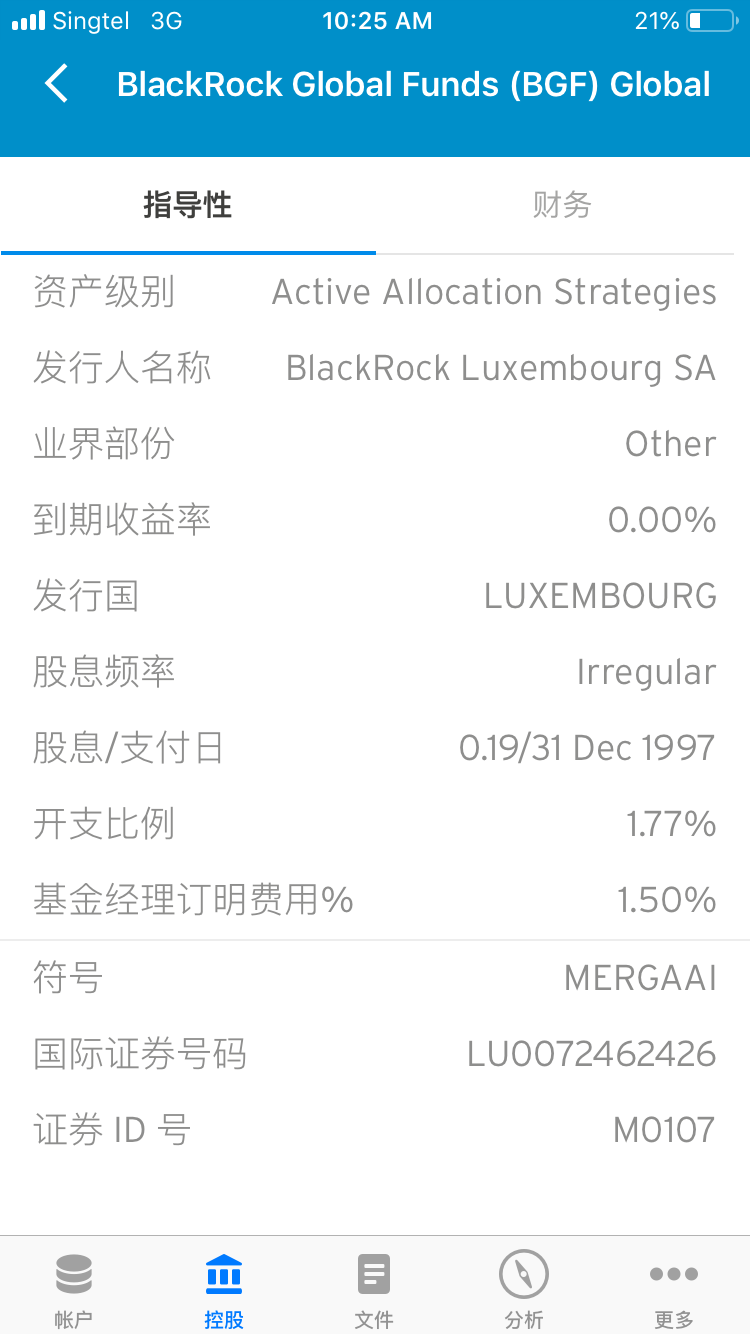 Singtel 3G 10:25 AM 21%
BlackRock Global Funds (BGF) Global
指导性 财务
资产级别 Active Allocation Strategies
发行人名称 BlackRock Luxembourg SA
业界部份 Other
到期收益率 0.00%
发行国 LUXEMBOURG
股息频率 Irregular
股息/支付日 0.19/31 Dec 1997
开支比例 1.77%
基金经理订明费用% 1.50%
符号 MERGAAI
国际证券号码 LU0072462426
证券 ID 号 M0107
帐户 控股 文件 分析 更多